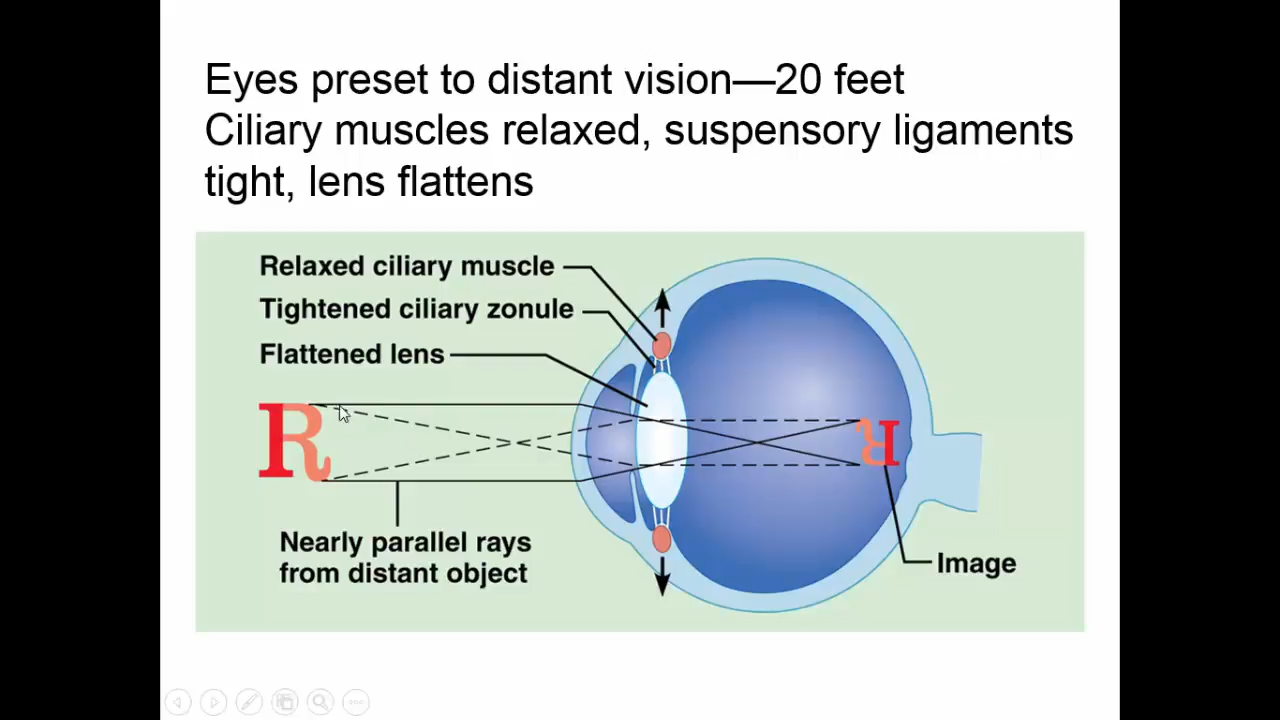 Eyes preset to distant vision—20 feet
Ciliary muscles relaxed, suspensory ligaments
tight, lens flattens
Relaxed ciliary muscle
Tightened ciliary zonule
Flattened lens
R
R
Nearly parallel rays
from distant object
Image